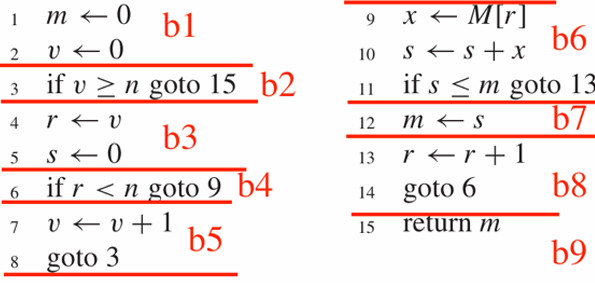 1 m ← 0 b1
2 v ← 0
3 if v ≥ n goto 15 b2
4 r ← v b3
5 s ← 0
6 if r < n goto 9 b4
7 v ← v + 1 b5
8 goto 3
9 x ← M[r] b6
10 s ← s + x
11 if s ≤ m goto 13
12 m ← s b7
13 r ← r + 1 b8
14 goto 6
15 return m
b9